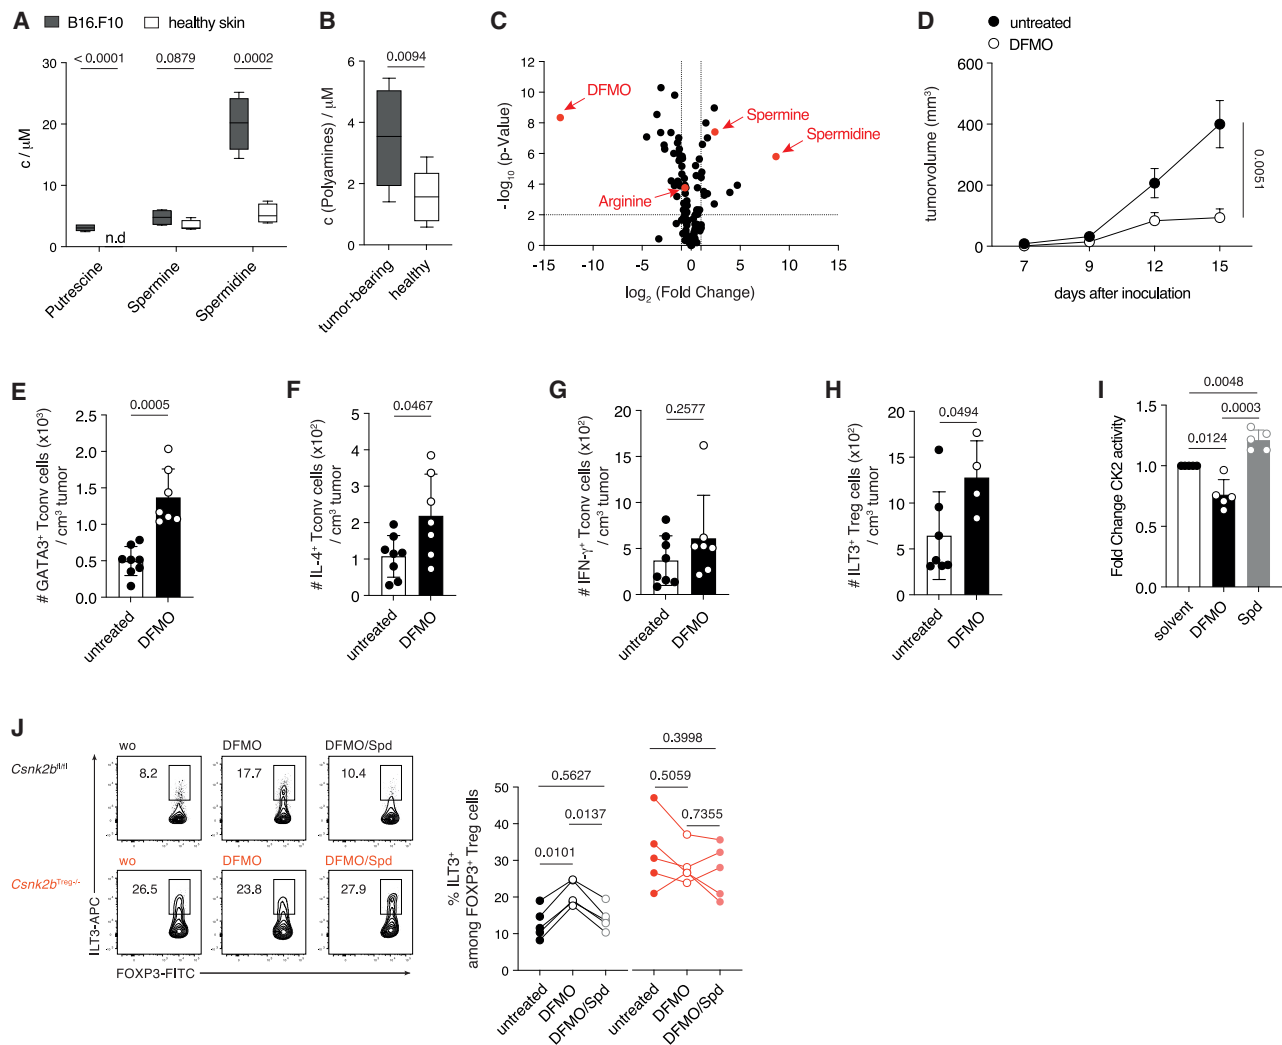 A
B16.F10
healthy skin
< 0.0001
0.0879
0.0002
30
20
10
0
c / µM
n.d
Putrescine
Spermine
Spermidine
B
0.0094
6
4
2
0
c (Polyamines) / µM
tumor-bearing
healthy
C
12
10
8
6
4
2
0
-log10 (p-Value)
DFMO
Spermine
Spermidine
Arginine
-15
-10
-5
0
5
10
15
log2 (Fold Change)
D
untreated
DFMO
600
400
200
0
tumorvolume (mm³)
0.0051
7
9
12
15
days after inoculation
E
0.0005
2.5
2.0
1.5
1.0
0.5
0.0
# GATA3⁺ Tconv cells (x10³)
/ cm³ tumor
untreated
DFMO
F
0.0467
5
4
3
2
1
0
# IL-4⁺ Tconv cells (x10²)
/ cm³ tumor
untreated
DFMO
G
0.2577
20
15
10
5
0
# IFN-γ⁺ Tconv cells (x10²)
/ cm³ tumor
untreated
DFMO
H
0.0494
20
15
10
5
0
# ILT3⁺ Treg cells (x10²)
/ cm³ tumor
untreated
DFMO
I
0.0048
0.0003
0.0124
1.5
1.0
0.5
0.0
Fold Change CK2 activity
solvent
DFMO
Spd
J
wo
DFMO
DFMO/Spd
Csnk2b^fl/fl
8.2
17.7
10.4
wo
DFMO
DFMO/Spd
Csnk2b^Treg-/-
26.5
23.8
27.9
ILT3-APC
FOXP3-FITC
0.3998
0.5627
0.5059
0.0137
0.7355
0.0101
50
40
30
20
10
0
% ILT3⁺
among FOXP3⁺ Treg cells
untreated
DFMO
DFMO/Spd
untreated
DFMO
DFMO/Spd